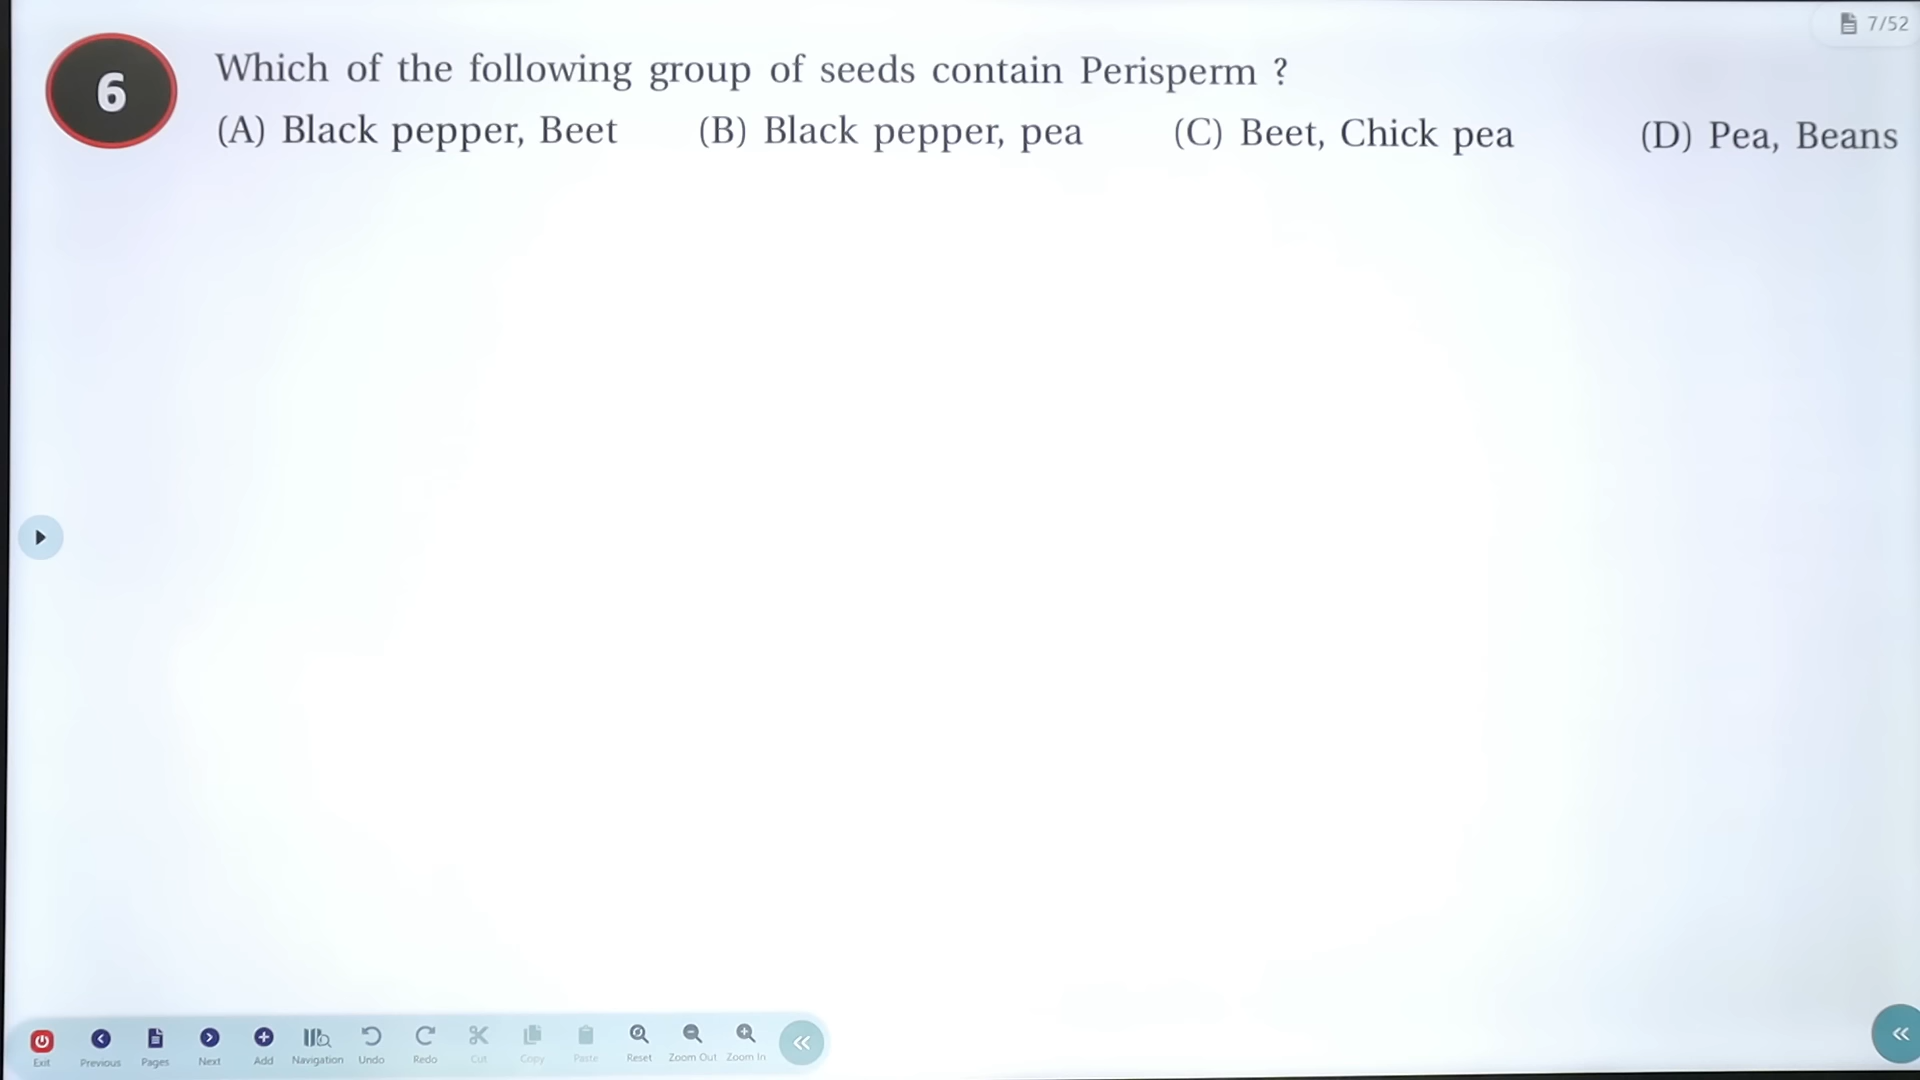 7/52
6
Which of the following group of seeds contain Perisperm ?
(A) Black pepper, Beet (B) Black pepper, pea (C) Beet, Chick pea (D) Pea, Beans
Exit Previous Pages Next Add Navigation Undo Redo Cut Copy Paste Reset Zoom Out Zoom In